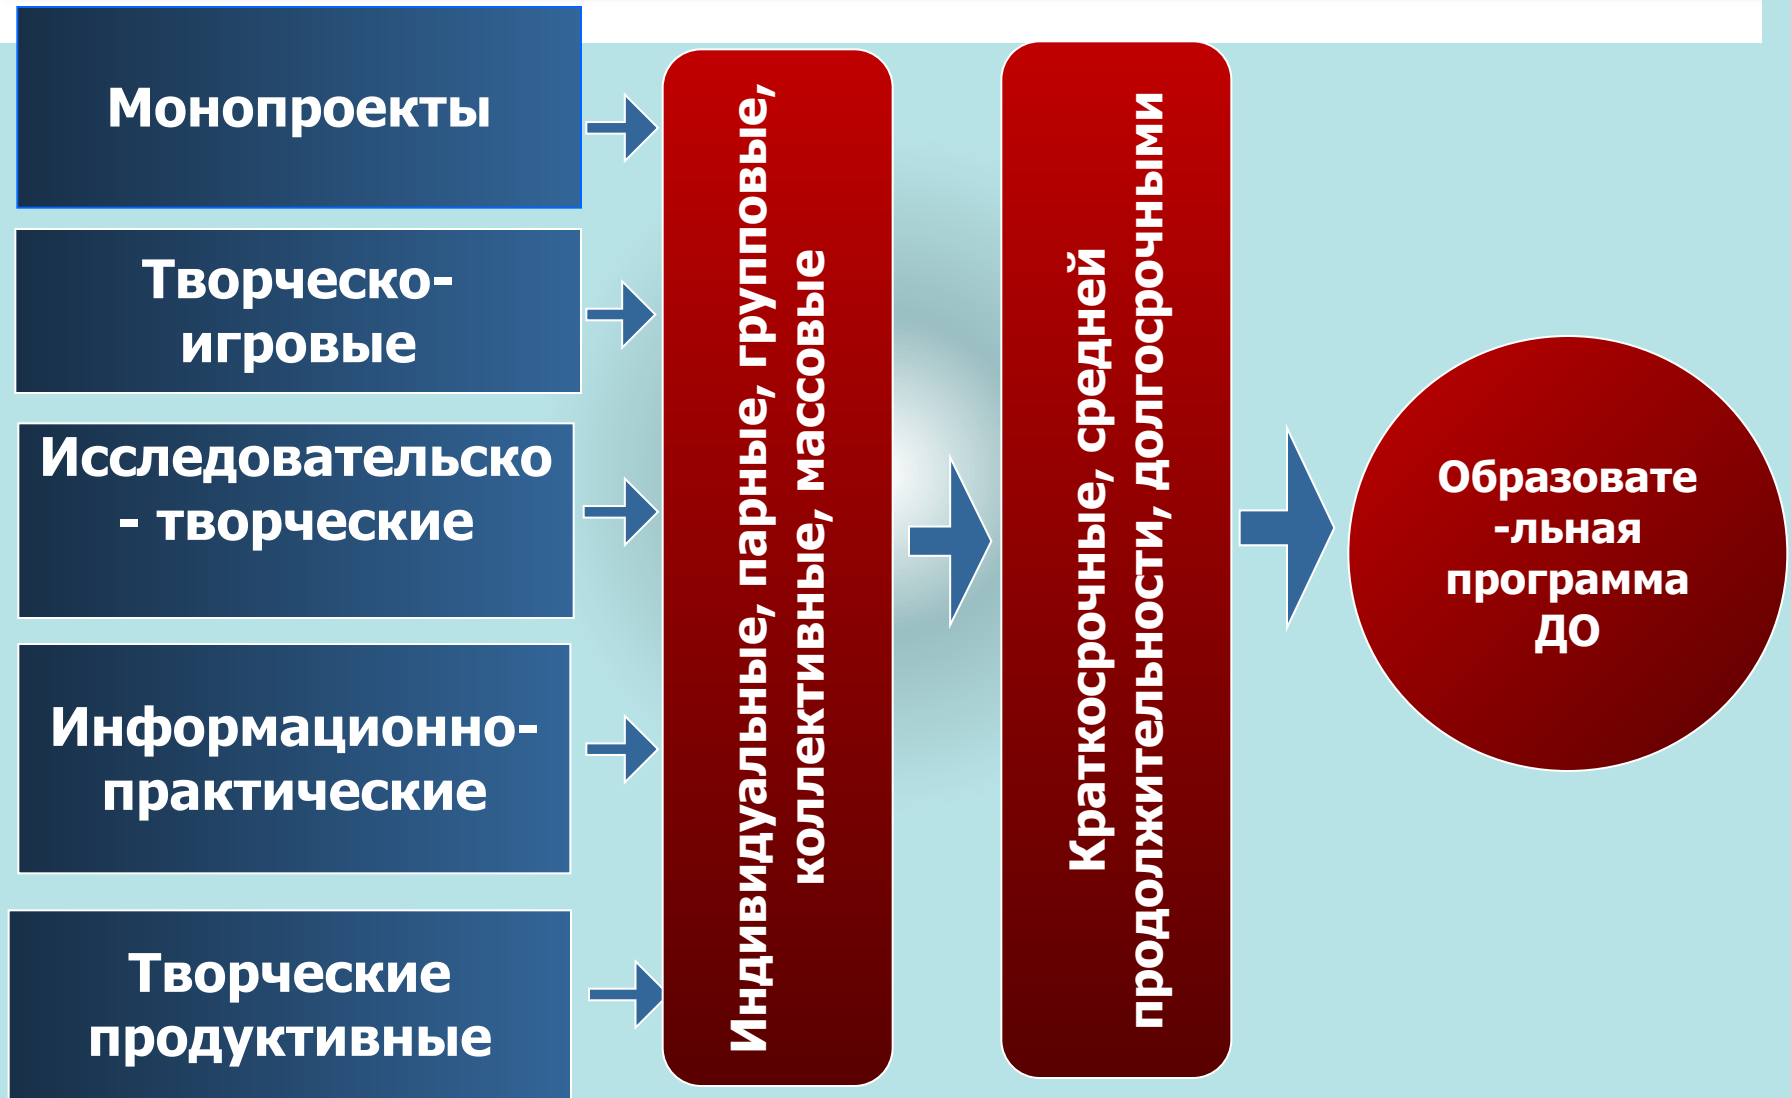 Монопроекты
Творческо-
игровые
Исследовательско
- творческие
Информационно-
практические
Творческие
продуктивные
Индивидуальные, парные, групповые,
коллективные, массовые
Краткосрочные, средней
продолжительности, долгосрочными
Образовате
-льная
программа
ДО